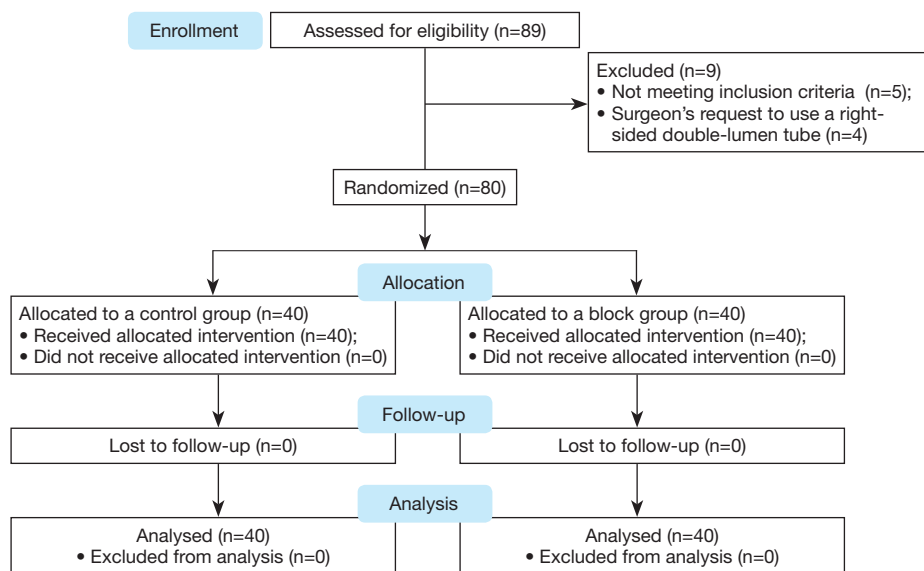 Enrollment
Assessed for eligibility (n=89)
Excluded (n=9)
• Not meeting inclusion criteria (n=5);
• Surgeon's request to use a right-
sided double-lumen tube (n=4)
Randomized (n=80)
Allocation
Allocated to a control group (n=40)
• Received allocated intervention (n=40);
• Did not receive allocated intervention (n=0)
Allocated to a block group (n=40)
• Received allocated intervention (n=40);
• Did not receive allocated intervention (n=0)
Follow-up
Lost to follow-up (n=0)
Lost to follow-up (n=0)
Analysis
Analysed (n=40)
• Excluded from analysis (n=0)
Analysed (n=40)
• Excluded from analysis (n=0)